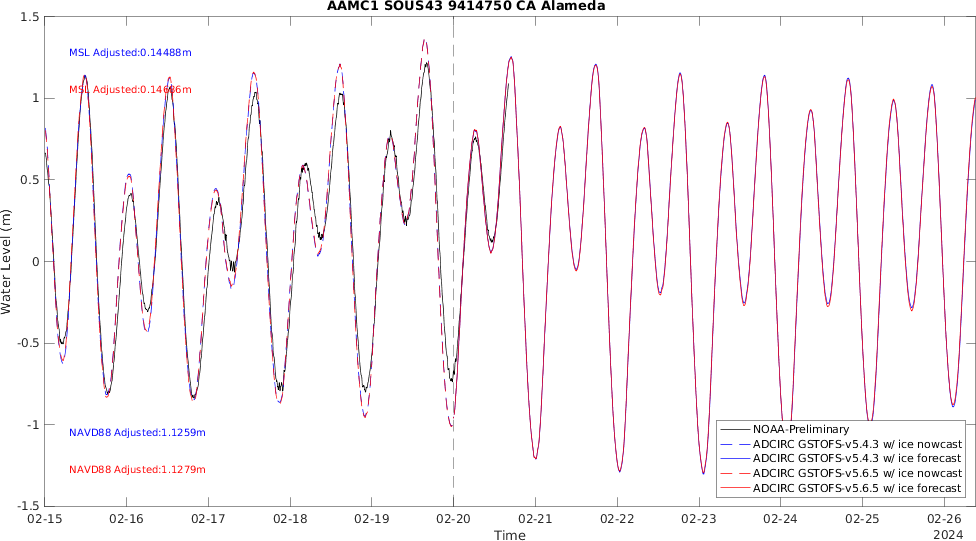 AAMC1 SOUS43 9414750 CA Alameda
1.5
1
0.5
0
-0.5
-1
-1.5
Water Level (m)
MSL Adjusted:0.14488m
MSL Adjusted:0.14686m
NAVD88 Adjusted:1.1259m
NAVD88 Adjusted:1.1279m
NOAA-Preliminary
ADCIRC GSTOFS-v5.4.3 w/ ice nowcast
ADCIRC GSTOFS-v5.4.3 w/ ice forecast
ADCIRC GSTOFS-v5.6.5 w/ ice nowcast
ADCIRC GSTOFS-v5.6.5 w/ ice forecast
02-15 02-16 02-17 02-18 02-19 02-20 02-21 02-22 02-23 02-24 02-25 02-26
Time
2024